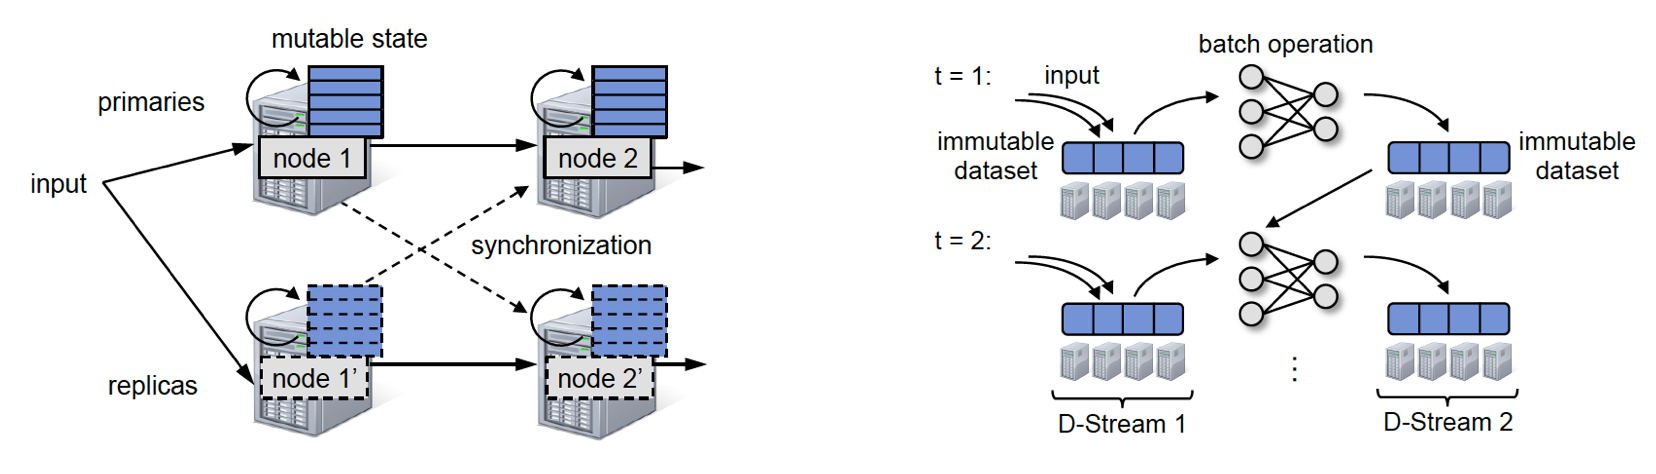 mutable state
primaries
node 1
node 2
input
synchronization
replicas
node 1’
node 2’
batch operation
t = 1:
input
immutable
dataset
immutable
dataset
t = 2:
⋮
D-Stream 1
D-Stream 2